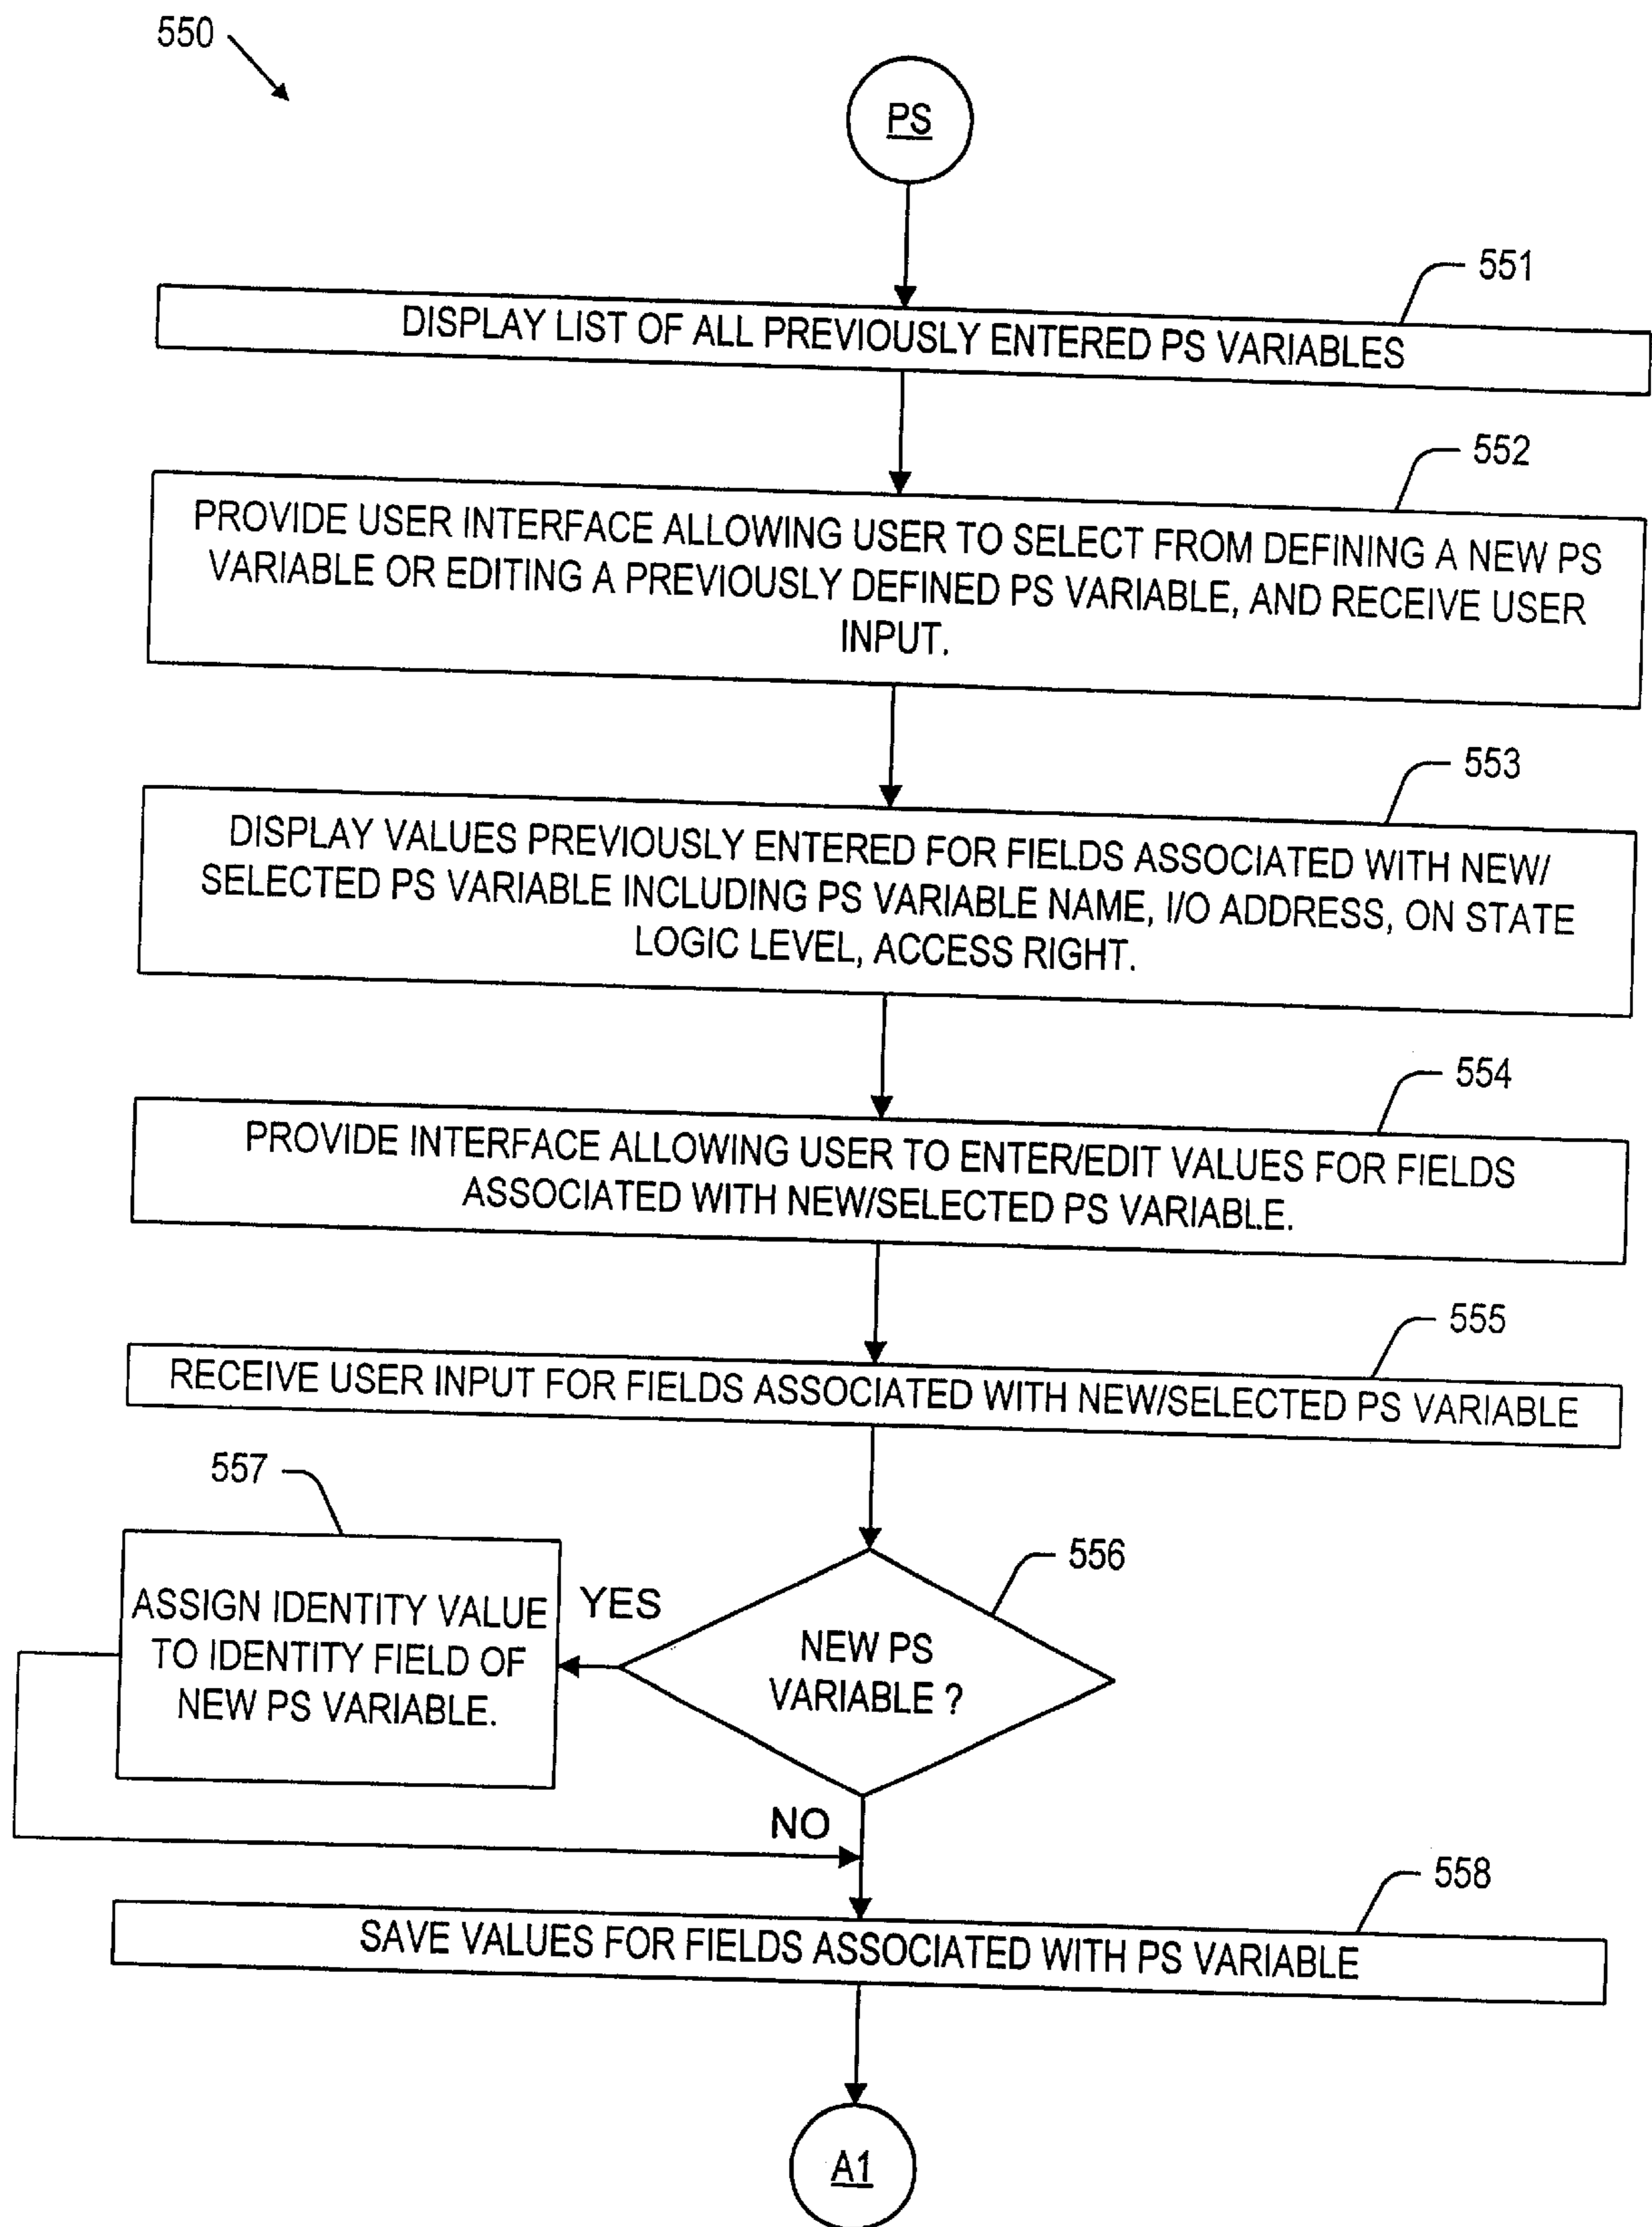 550
PS
551
DISPLAY LIST OF ALL PREVIOUSLY ENTERED PS VARIABLES
552
PROVIDE USER INTERFACE ALLOWING USER TO SELECT FROM DEFINING A NEW PS
VARIABLE OR EDITING A PREVIOUSLY DEFINED PS VARIABLE, AND RECEIVE USER
INPUT.
553
DISPLAY VALUES PREVIOUSLY ENTERED FOR FIELDS ASSOCIATED WITH NEW/
SELECTED PS VARIABLE INCLUDING PS VARIABLE NAME, I/O ADDRESS, ON STATE
LOGIC LEVEL, ACCESS RIGHT.
554
PROVIDE INTERFACE ALLOWING USER TO ENTER/EDIT VALUES FOR FIELDS
ASSOCIATED WITH NEW/SELECTED PS VARIABLE.
555
RECEIVE USER INPUT FOR FIELDS ASSOCIATED WITH NEW/SELECTED PS VARIABLE
557
ASSIGN IDENTITY VALUE
TO IDENTITY FIELD OF
NEW PS VARIABLE.
YES
556
NEW PS
VARIABLE ?
NO
558
SAVE VALUES FOR FIELDS ASSOCIATED WITH PS VARIABLE
A1